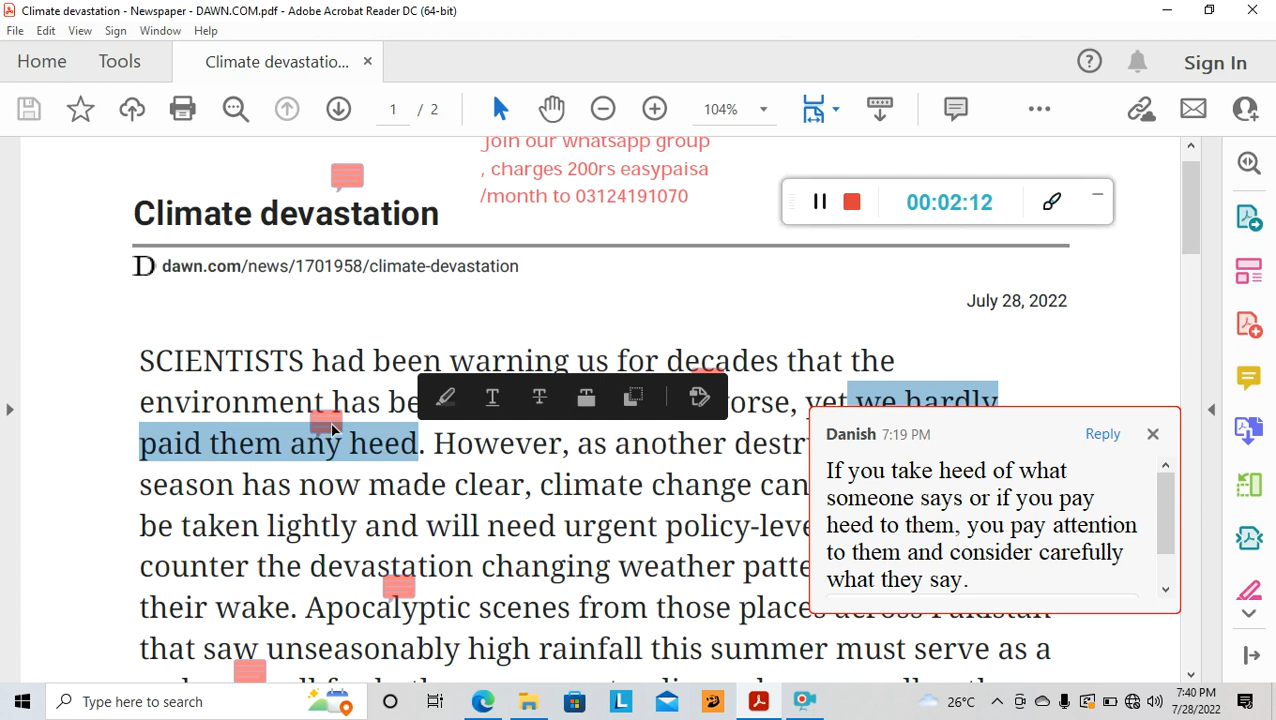 Climate devastation - Newspaper - DAWN.COM.pdf - Adobe Acrobat Reader DC (64-bit)
File Edit View Sign Window Help
Home Tools Climate devastatio... × Sign In
1 / 2 104%
Join our whatsapp group
, charges 200rs easypaisa
/month to 03124191070
00:02:12
Climate devastation
D dawn.com/news/1701958/climate-devastation
July 28, 2022
SCIENTISTS had been warning us for decades that the
environment has be orse, yet we hardly
paid them any heed. However, as another destr
season has now made clear, climate change can
be taken lightly and will need urgent policy-leve
counter the devastation changing weather patte
their wake. Apocalyptic scenes from those places across Pakistan
that saw unseasonably high rainfall this summer must serve as a
Danish 7:19 PM Reply
If you take heed of what
someone says or if you pay
heed to them, you pay attention
to them and consider carefully
what they say.
Type here to search
26°C
7:40 PM
7/28/2022